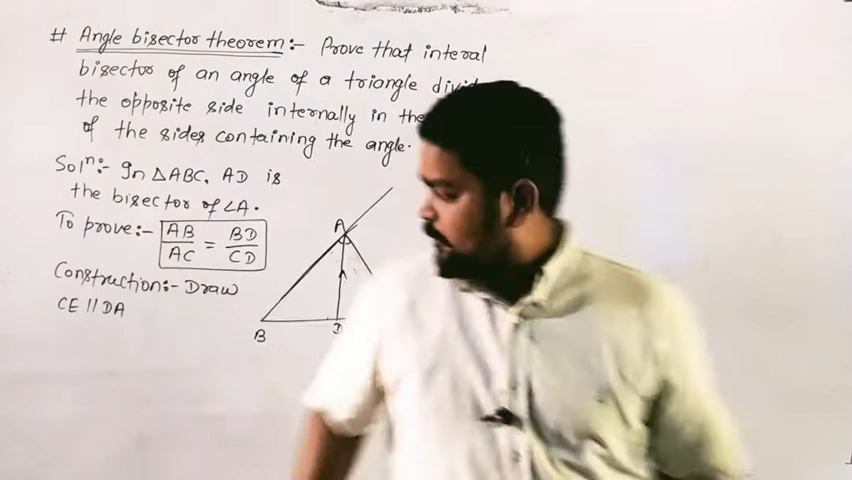 # Angle bisector theorem:- Prove that interal
bisector of an angle of a triangle
the opposite side internally in the
of the sides containing the angle.
Solⁿ:- In △ABC, AD is
the bisector of ∠A.
To prove:- AB/AC = BD/CD
Construction:- Draw
CE || DA
A
B
D